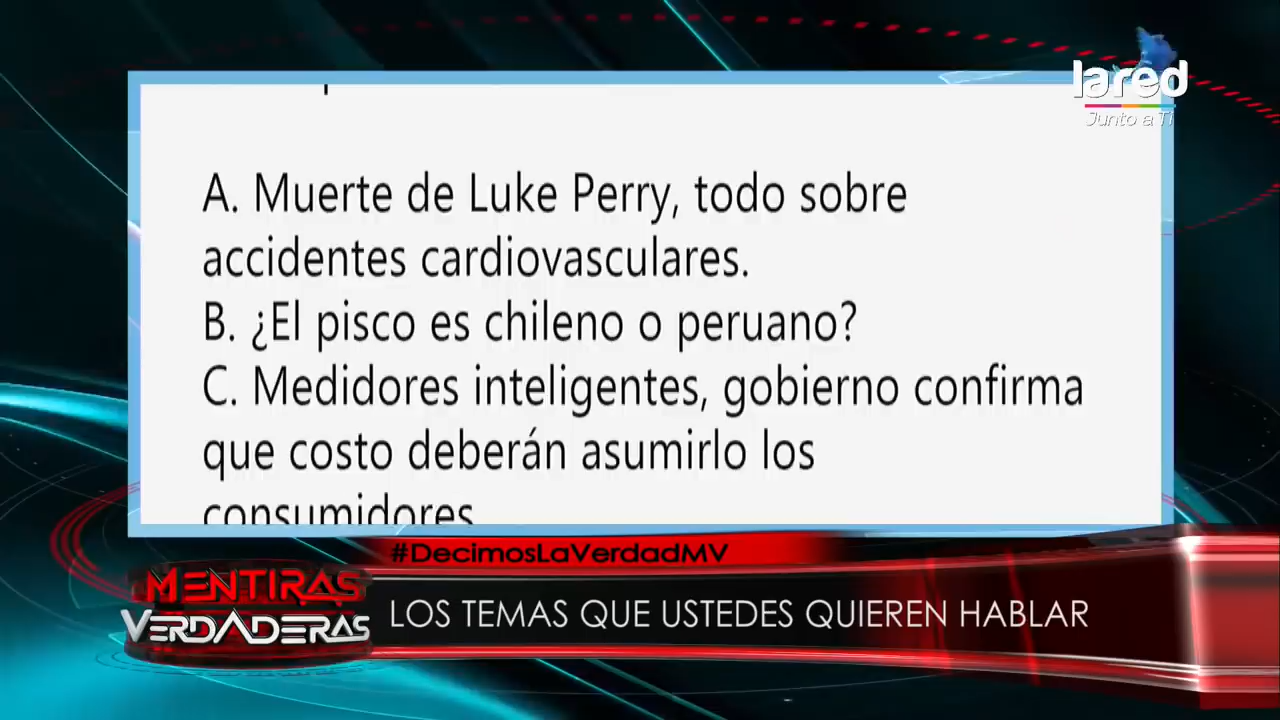 lared
Junto a Ti
A. Muerte de Luke Perry, todo sobre
accidentes cardiovasculares.
B. ¿El pisco es chileno o peruano?
C. Medidores inteligentes, gobierno confirma
que costo deberán asumirlo los
consumidores
#DecimosLaVerdadMV
MENTIRAS
VERDADERAS
LOS TEMAS QUE USTEDES QUIEREN HABLAR